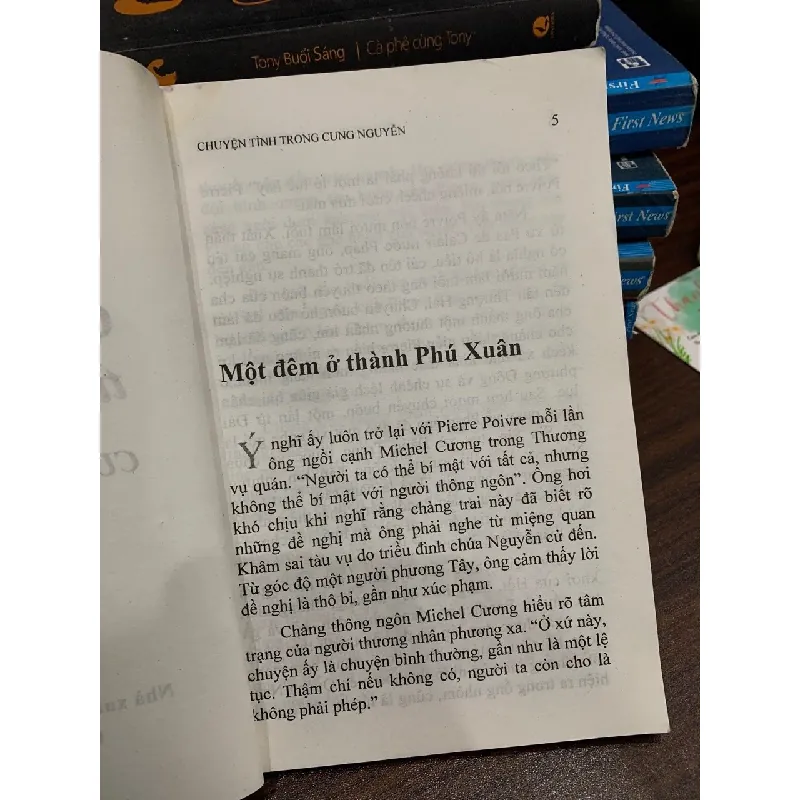 Tony Buổi Sáng | Cà phê cùng Tony
First
First News
First News
News
CHUYỆN TÌNH TRONG CUNG NGUYỄN
5
Một đêm ở thành Phú Xuân
Ý nghĩ ấy luôn trở lại với Pierre Poivre mỗi lần
ông ngồi cạnh Michel Cương trong Thương
vụ quán. “Người ta có thể bí mật với tất cả, nhưng
không thể bí mật với người thông ngôn”. Ông hơi
khó chịu khi nghĩ rằng chàng trai này đã biết rõ
những đề nghị mà ông phải nghe từ miệng quan
Khâm sai tàu vụ do triều đình chúa Nguyễn cử đến.
Từ góc độ một người phương Tây, ông cảm thấy lời
đề nghị là thô bỉ, gần như xúc phạm.
Chàng thông ngôn Michel Cương hiểu rõ tâm
trạng của người thương nhân phương xa. “Ở xứ này,
chuyện ấy là chuyện bình thường, gần như là một lệ
tục. Thậm chí nếu không có, người ta còn cho là
không phải phép.”